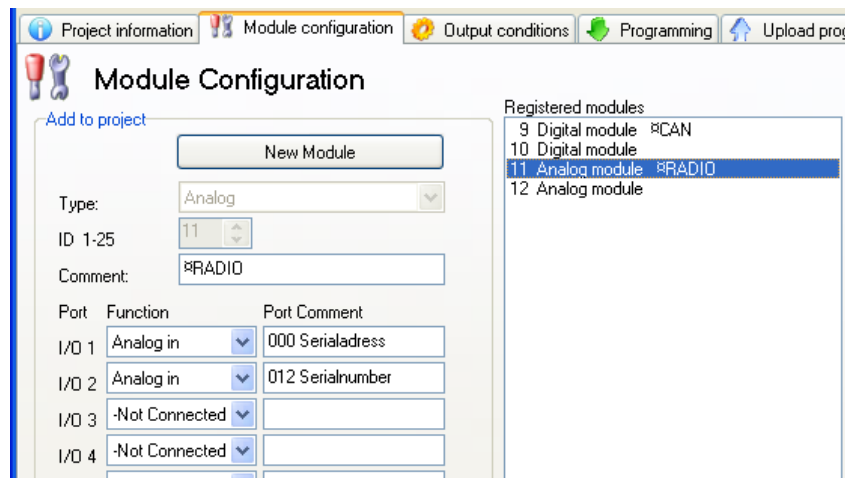 Project information Module configuration Output conditions Programming Upload prog
Module Configuration
Add to project
New Module
Type: Analog
ID 1-25 11
Comment: ¤RADIO
Port Function Port Comment
I/O 1 Analog in 000 Serialadress
I/O 2 Analog in 012 Serialnumber
I/O 3 -Not Connected
I/O 4 -Not Connected
Registered modules
9 Digital module ¤CAN
10 Digital module
11 Analog module ¤RADIO
12 Analog module